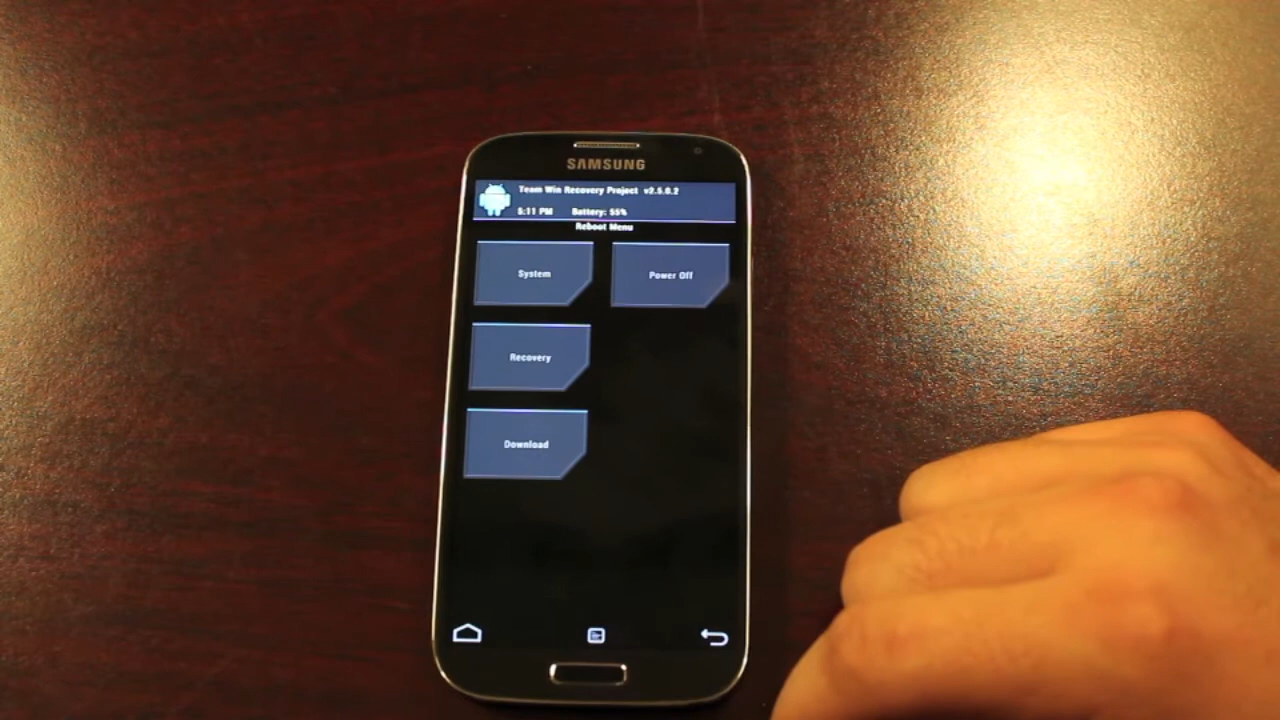 SAMSUNG
Team Win Recovery Project v2.5.0.2
5:11 PM Battery: 55%
Reboot Menu
System
Power Off
Recovery
Download